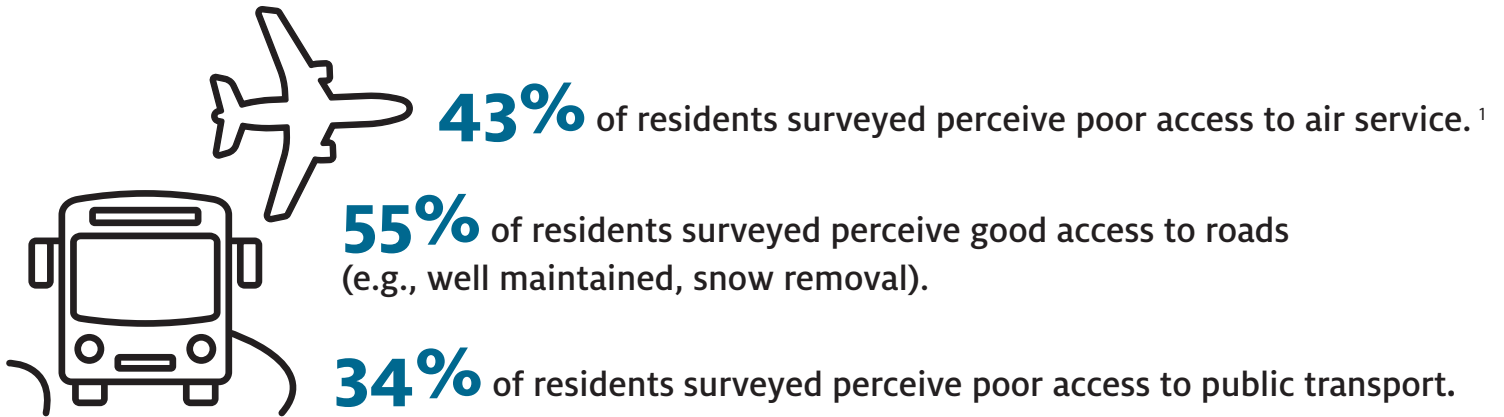 43% of residents surveyed perceive poor access to air service. 1
55% of residents surveyed perceive good access to roads
(e.g., well maintained, snow removal).
34% of residents surveyed perceive poor access to public transport.